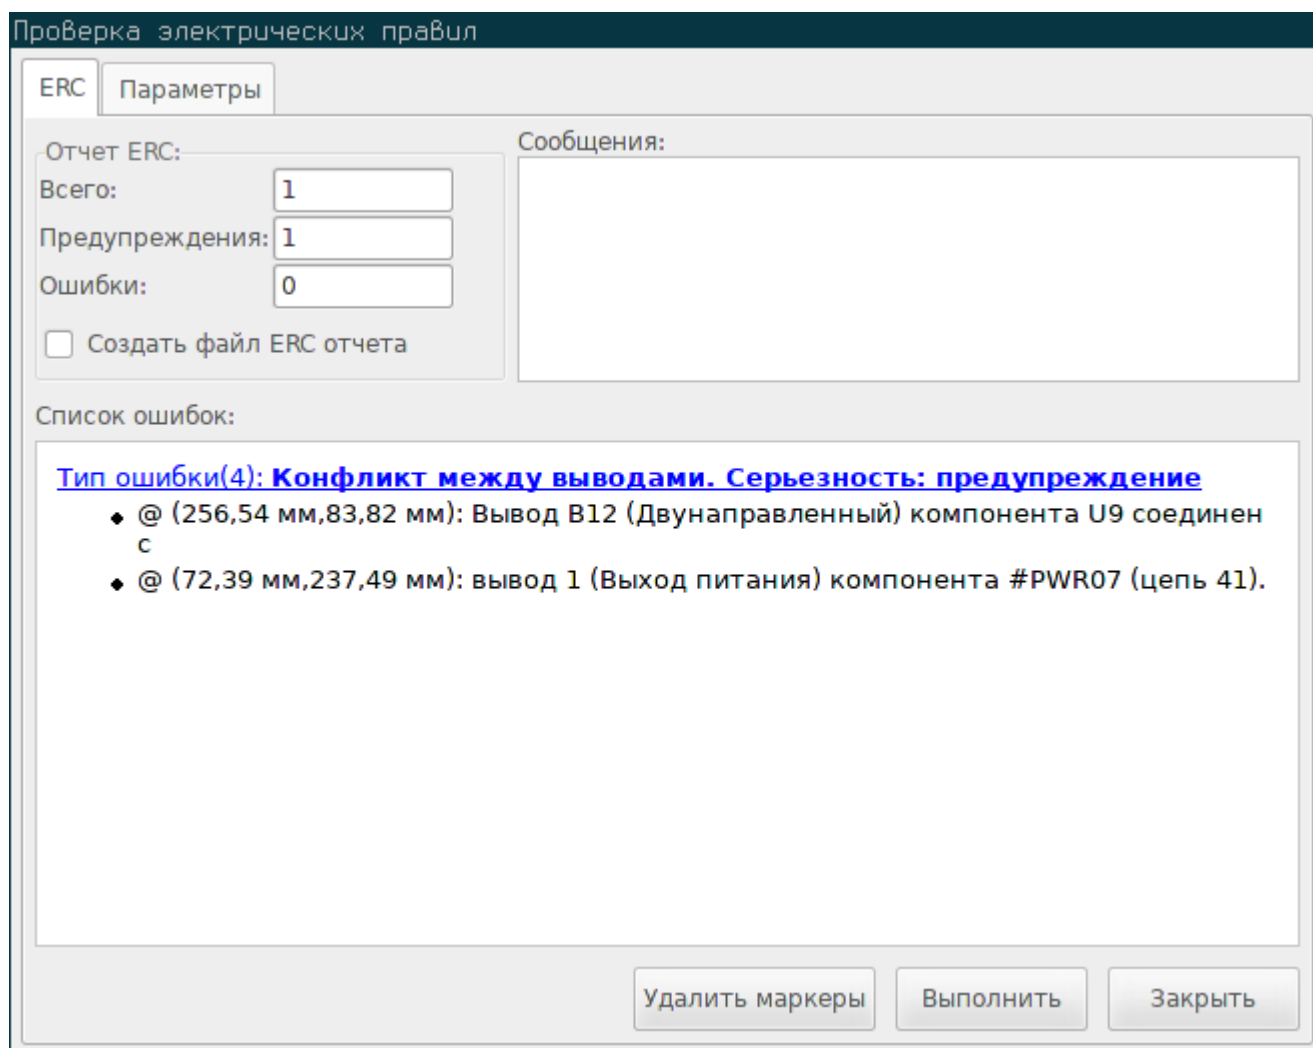 Проверка электрических правил
ERC
Параметры
Отчет ERC:
Всего:
1
Предупреждения:
1
Ошибки:
0
Создать файл ERC отчета
Сообщения:
Список ошибок:
Тип ошибки(4): Конфликт между выводами. Серьезность: предупреждение
@ (256,54 мм,83,82 мм): Вывод B12 (Двунаправленный) компонента U9 соединен
с
@ (72,39 мм,237,49 мм): вывод 1 (Выход питания) компонента #PWR07 (цепь 41).
Удалить маркеры
Выполнить
Закрыть